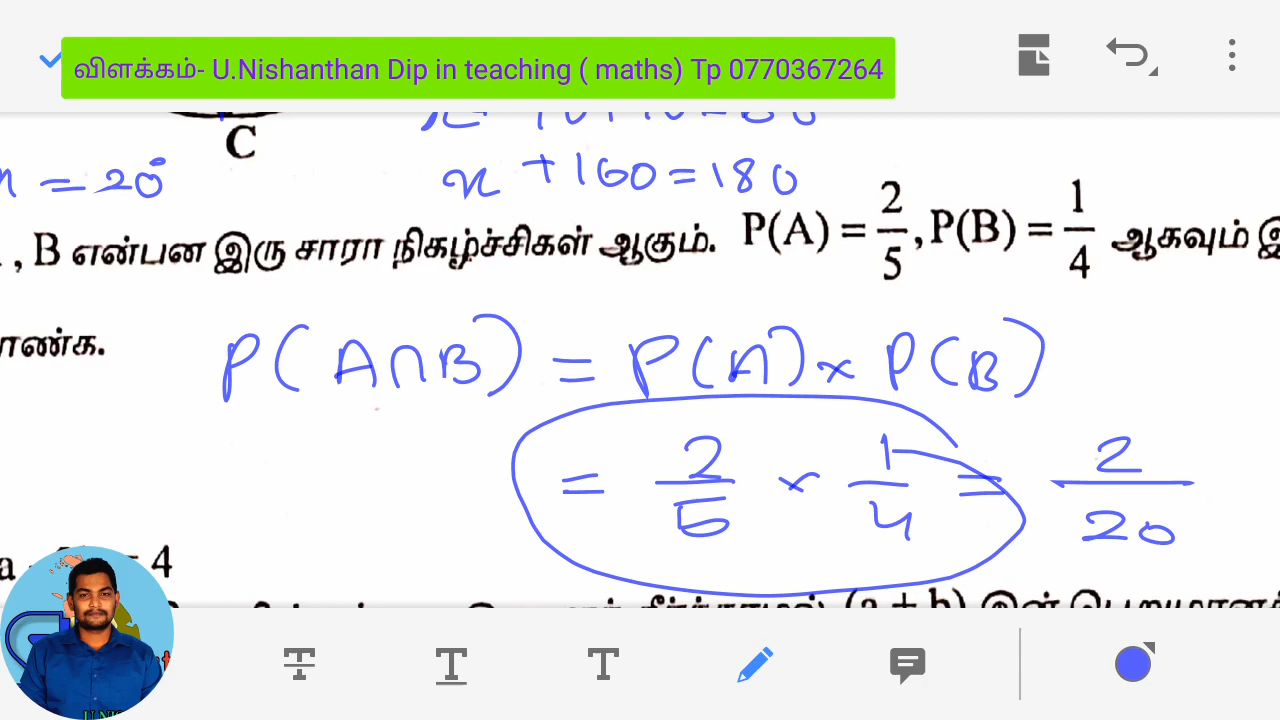 விளக்கம்- U.Nishanthan Dip in teaching ( maths) Tp 0770367264
C
x = 20°
x + 160 = 180
, B என்பன இரு சாரா நிகழ்ச்சிகள் ஆகும். P(A) = 2/5 , P(B) = 1/4 ஆகவும்
P(A∩B) = P(A) × P(B)
= 2/5 × 1/4 = 2/20
a = 4
(a + b) இன்